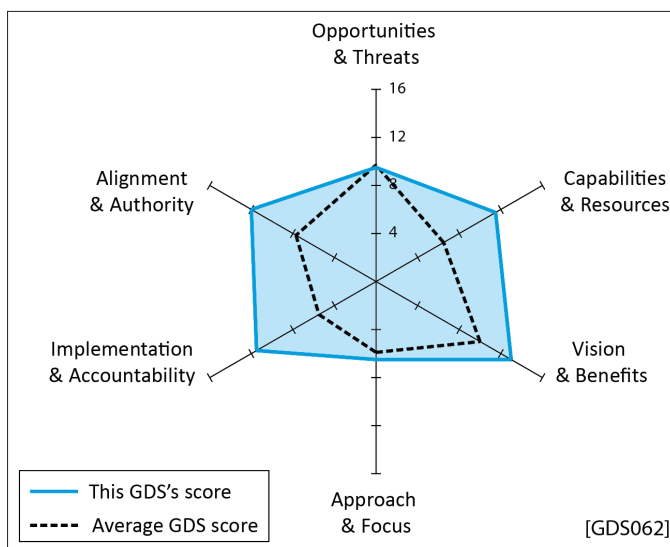 Opportunities
& Threats
16
12
8
4
Alignment
& Authority
Capabilities
& Resources
Implementation
& Accountability
Vision
& Benefits
Approach
& Focus
This GDS's score
Average GDS score
[GDS062]